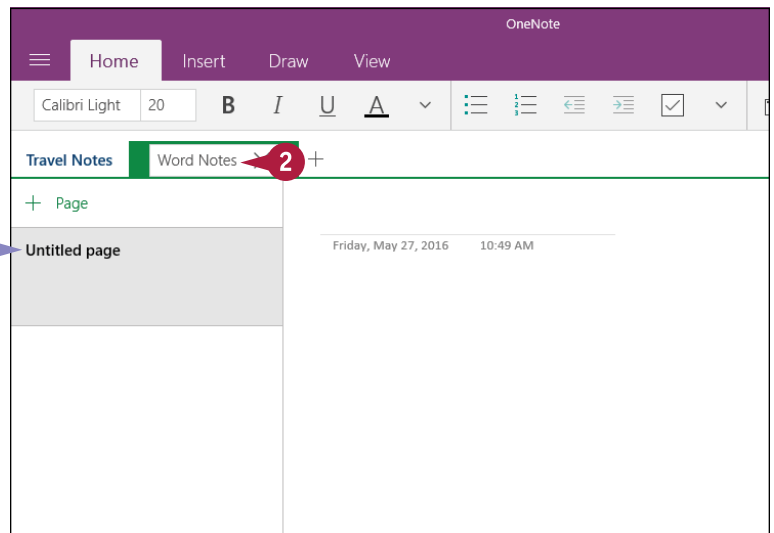 OneNote
Home Insert Draw View
Calibri Light 20 B I U A
Travel Notes Word Notes 2
+ Page
Untitled page
Friday, May 27, 2016 10:49 AM